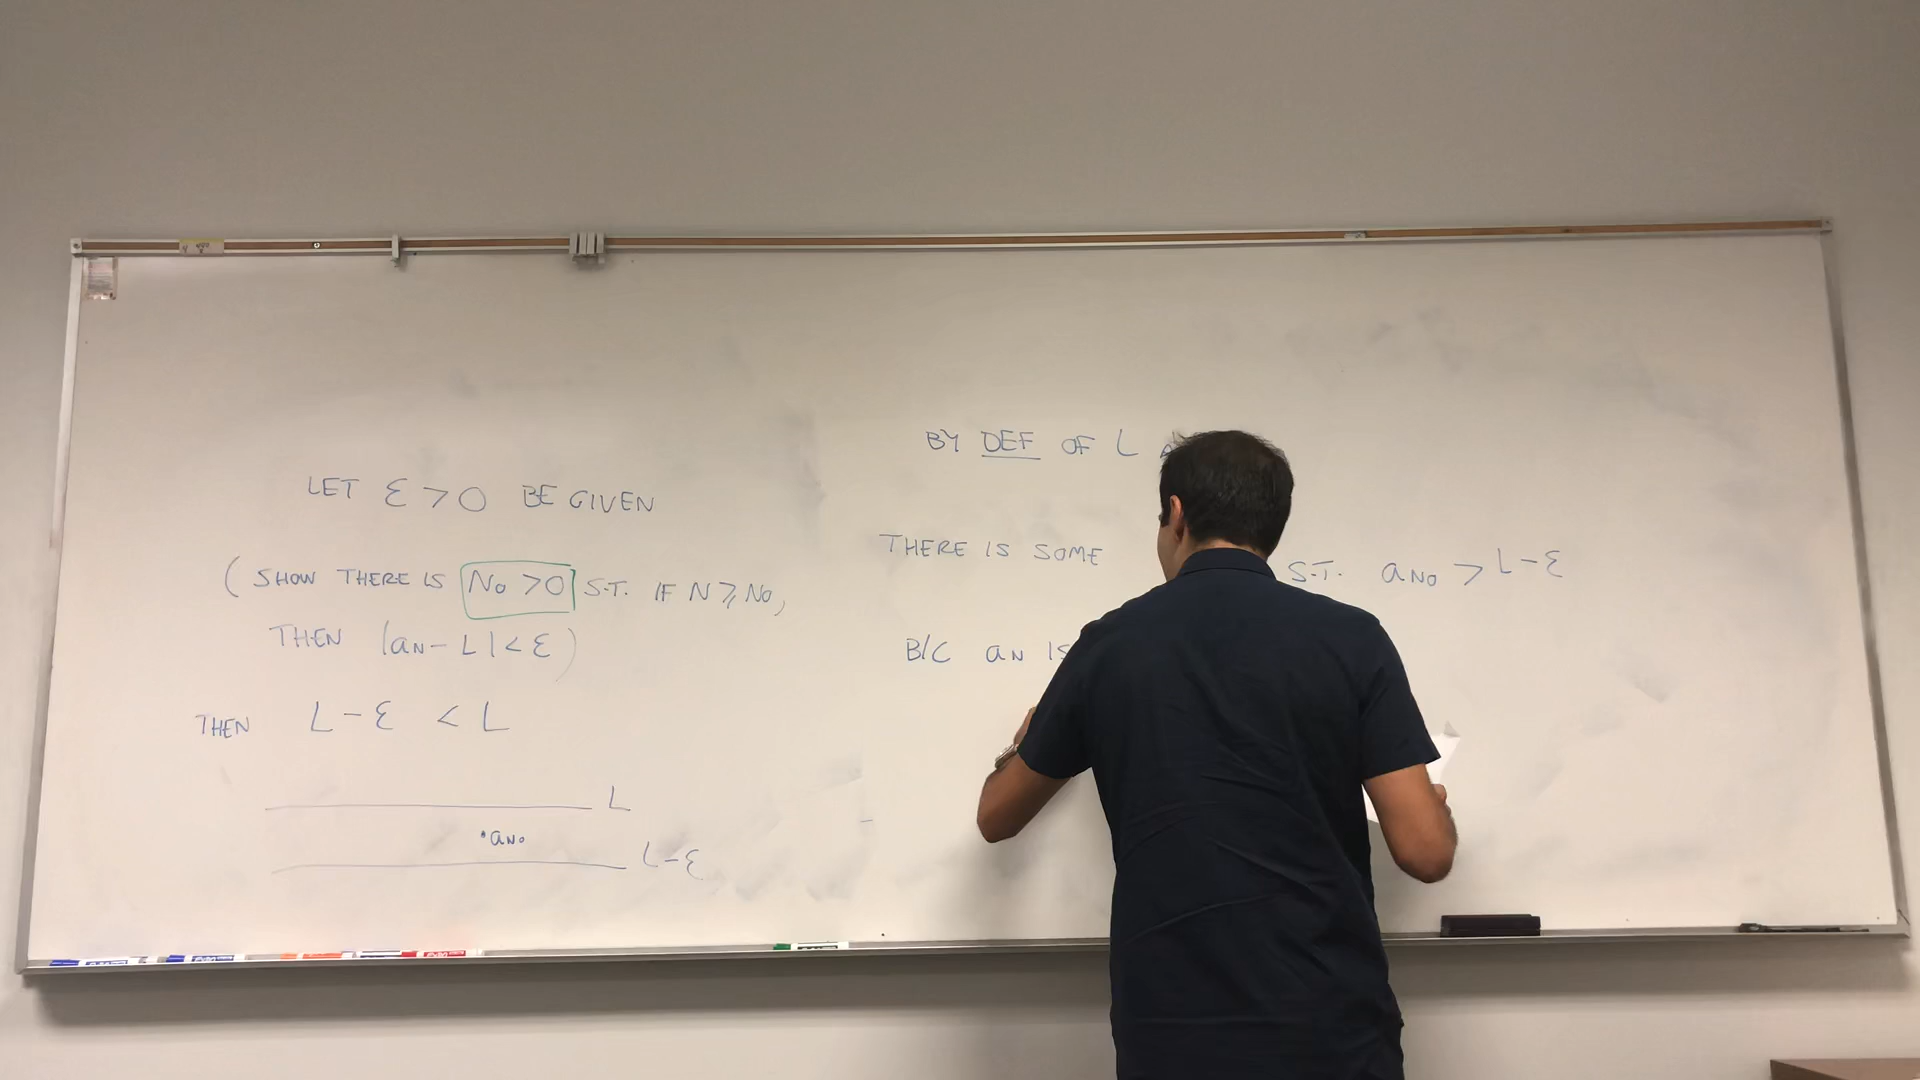 LET ε > 0 BE GIVEN
( SHOW THERE IS N₀ > 0 S.T. IF N ⩾ N₀,
THEN |aN - L| < ε )
THEN L - ε < L
L
·aN₀
L - ε
BY DEF OF L
THERE IS SOME S.T. aN₀ > L - ε
B/C aN IS